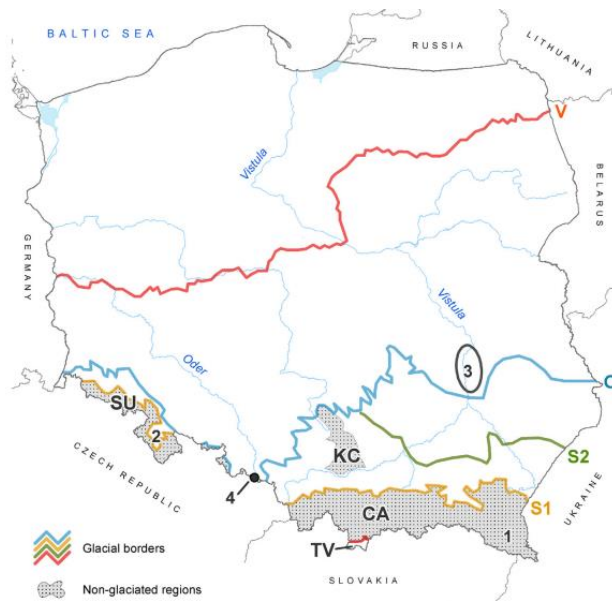 BALTIC SEA
RUSSIA
LITHUANIA
V
Vistula
BELARUS
GERMANY
Vistula
Oder
3
O
SU
2
KC
S2
4
CZECH REPUBLIC
UKRAINE
CA
S1
1
TV
SLOVAKIA
Glacial borders
Non-glaciated regions